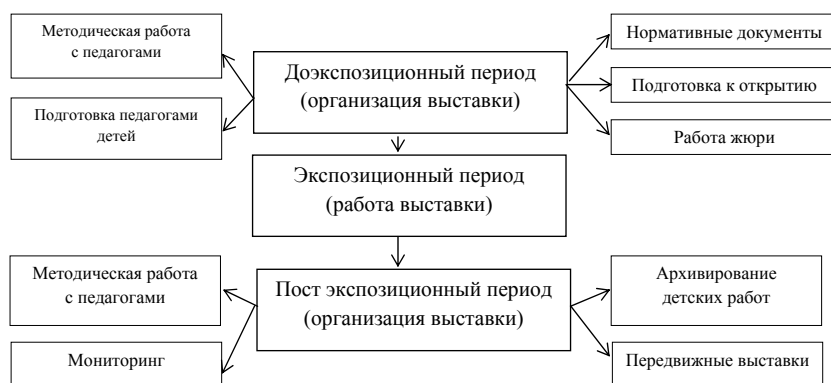 Методическая работа
с педагогами
Подготовка педагогами
детей
Доэкспозиционный период
(организация выставки)
Нормативные документы
Подготовка к открытию
Работа жюри
Экспозиционный период
(работа выставки)
Методическая работа
с педагогами
Мониторинг
Пост экспозиционный период
(организация выставки)
Архивирование
детских работ
Передвижные выставки